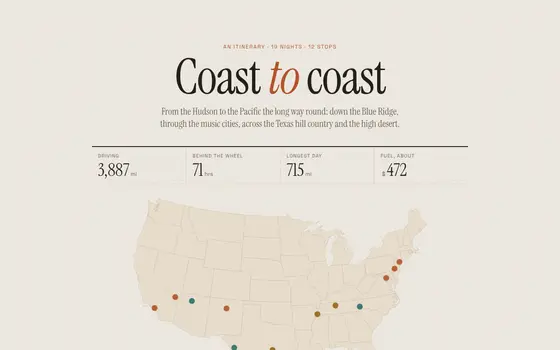 AN ITINERARY · 19 NIGHTS · 12 STOPS
Coast to coast
From the Hudson to the Pacific the long way round: down the Blue Ridge,
through the music cities, across the Texas hill country and the high desert.
DRIVING
3,887 mi
BEHIND THE WHEEL
71 hrs
LONGEST DAY
715 mi
FUEL, ABOUT
$ 472